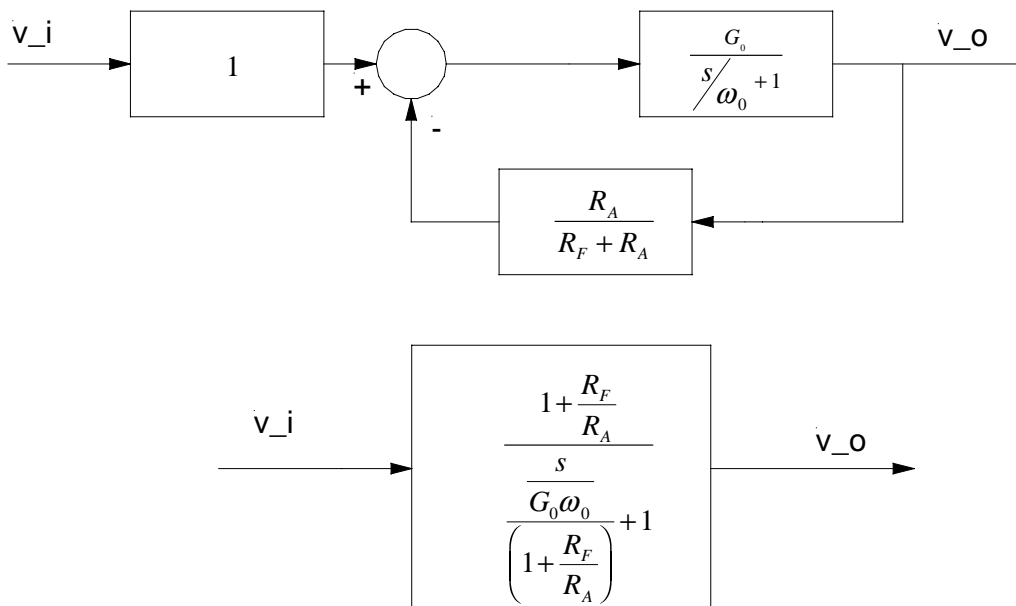 v_i
1
+
-
G_0
s/ω_0 +1
v_o
R_A
R_F + R_A
v_i
1+ R_F
R_A
s
G_0ω_0
+1
(1+ R_F
R_A)
v_o